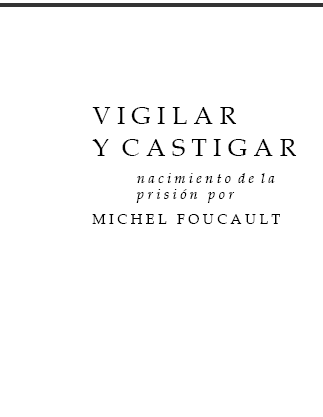 VIGILAR
Y CASTIGAR
nacimiento de la
prisión por
MICHEL FOUCAULT